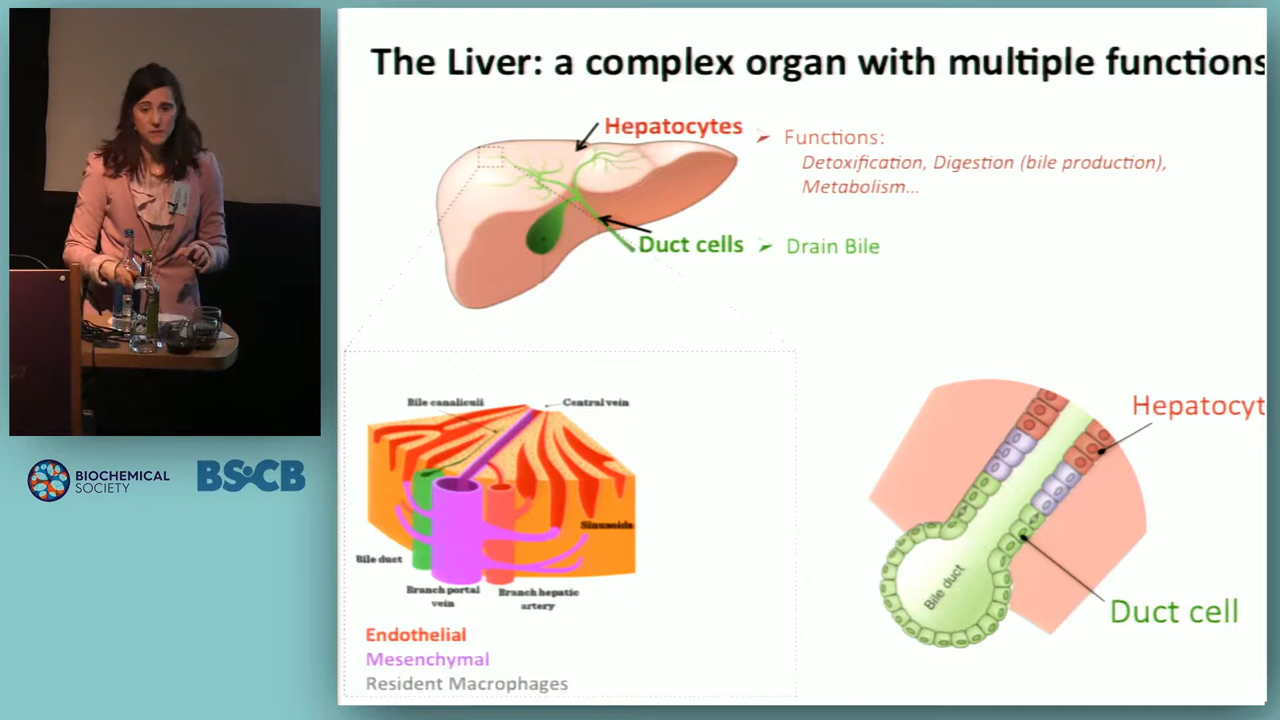 The Liver: a complex organ with multiple functions
Hepatocytes
Functions:
Detoxification, Digestion (bile production),
Metabolism...
Duct cells
Drain Bile
Bile canaliculi
Central vein
Sinusoids
Bile duct
Branch portal
vein
Branch hepatic
artery
Endothelial
Mesenchymal
Resident Macrophages
Hepatocyt
Bile duct
Duct cell
BIOCHEMICAL
SOCIETY
BSCB